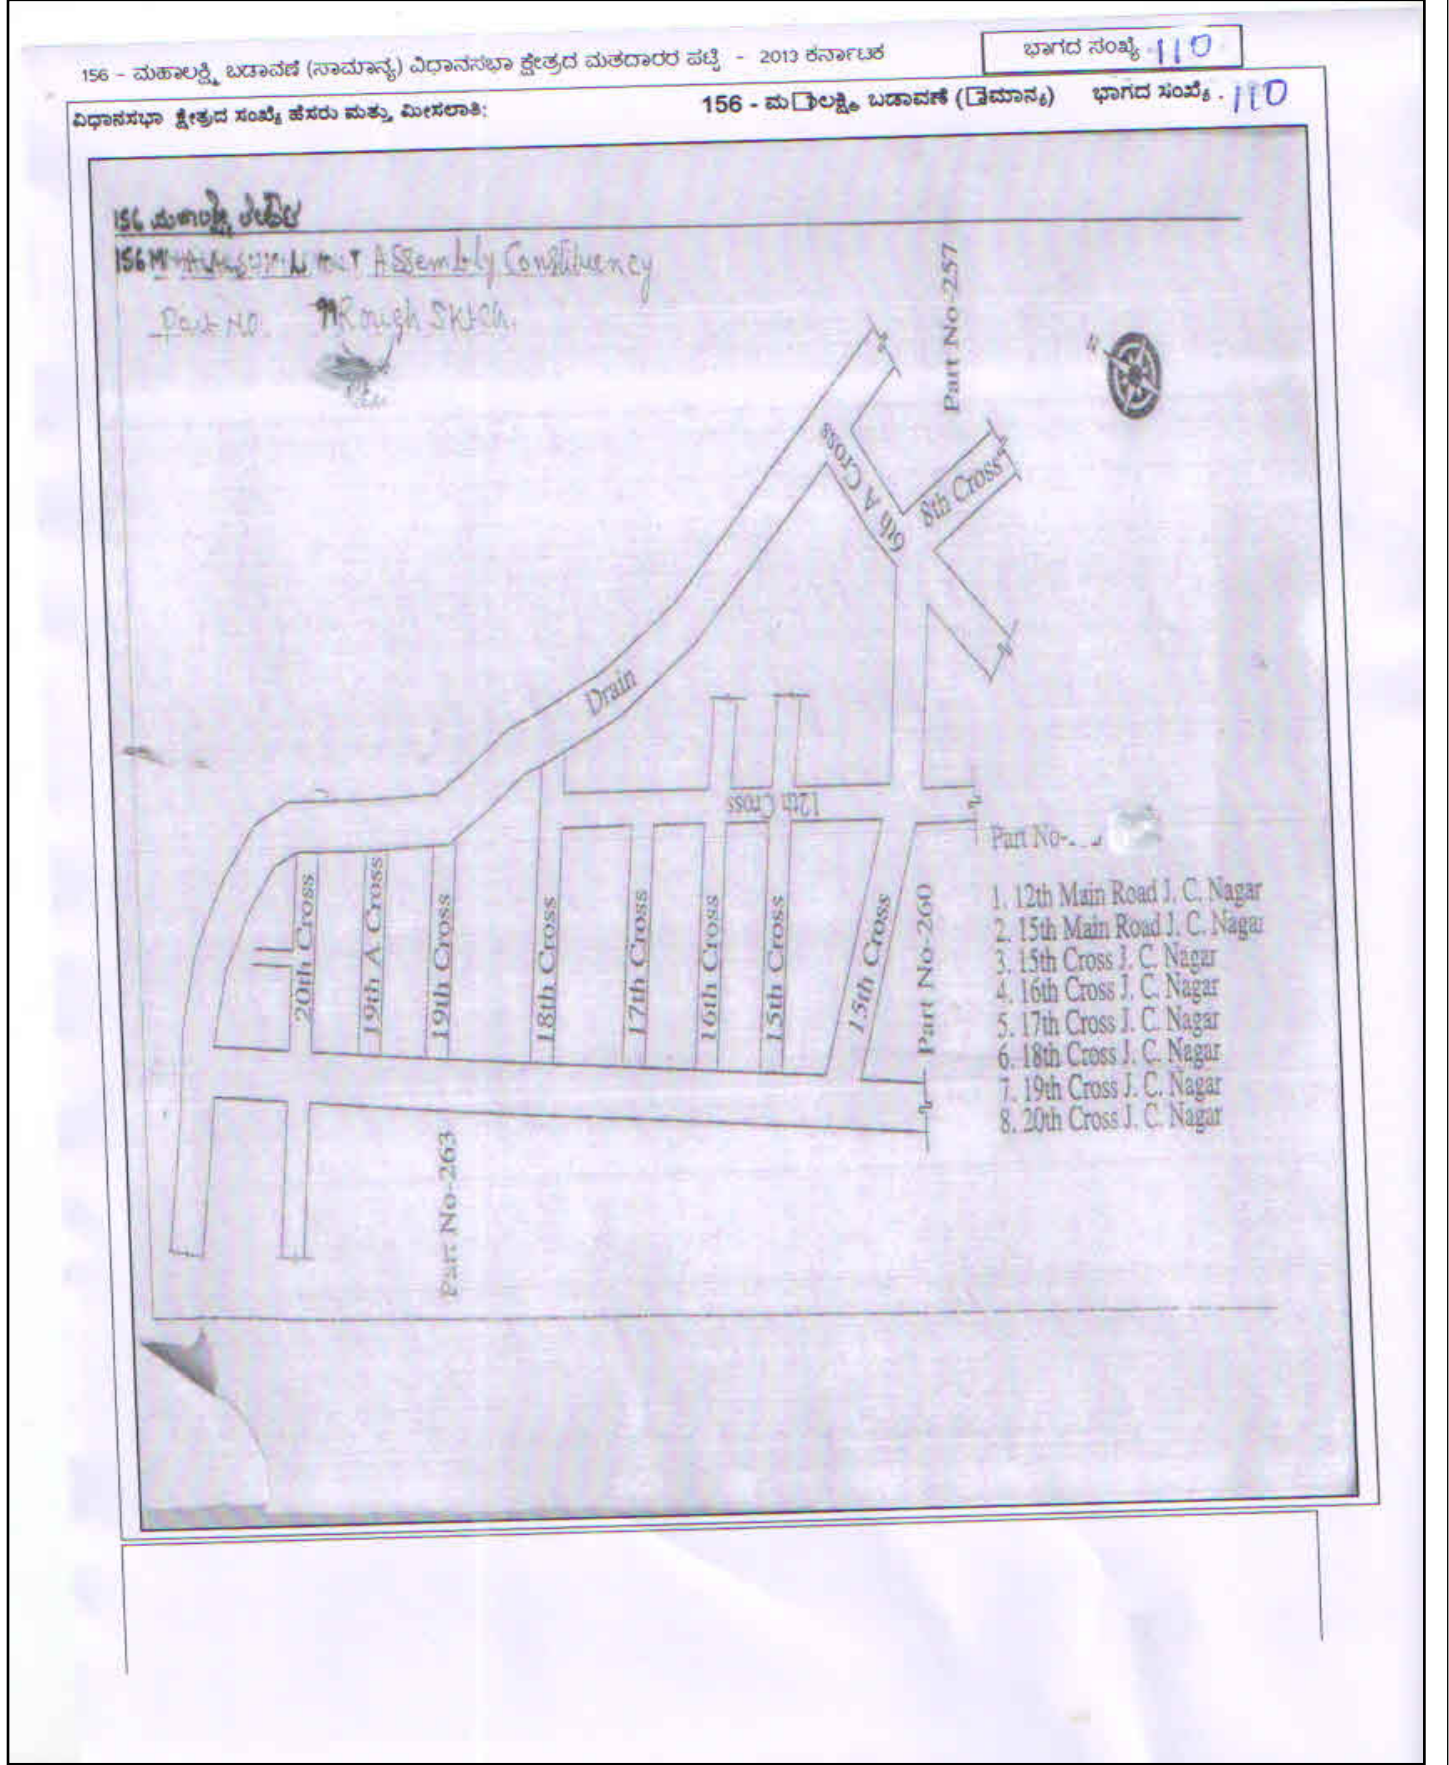 156 - ಮಹಾಲಕ್ಷ್ಮಿ ಬಡಾವಣೆ (ಸಾಮಾನ್ಯ) ವಿಧಾನಸಭಾ ಕ್ಷೇತ್ರದ ಮತದಾರರ ಪಟ್ಟಿ - 2013 ಕರ್ನಾಟಕ
ಭಾಗದ ಸಂಖ್ಯೆ 110
ವಿಧಾನಸಭಾ ಕ್ಷೇತ್ರದ ಸಂಖ್ಯೆ ಹೆಸರು ಮತ್ತು ಮೀಸಲಾತಿ:
156 - ಬಡಾವಣೆ ಭಾಗದ ಸಂಖ್ಯೆ . 110
156
156 Assembly Constituency
Part No. Rough Sketch.
Part No-257
6th A Cross
8th Cross
Drain
12th Cross
Part No-
20th Cross
19th A Cross
19th Cross
18th Cross
17th Cross
16th Cross
15th Cross
15th Cross
Part No-260
1. 12th Main Road J. C. Nagar
2. 15th Main Road J. C. Nagar
3. 15th Cross J. C. Nagar
4. 16th Cross J. C. Nagar
5. 17th Cross J. C. Nagar
6. 18th Cross J. C. Nagar
7. 19th Cross J. C. Nagar
8. 20th Cross J. C. Nagar
Part No-263